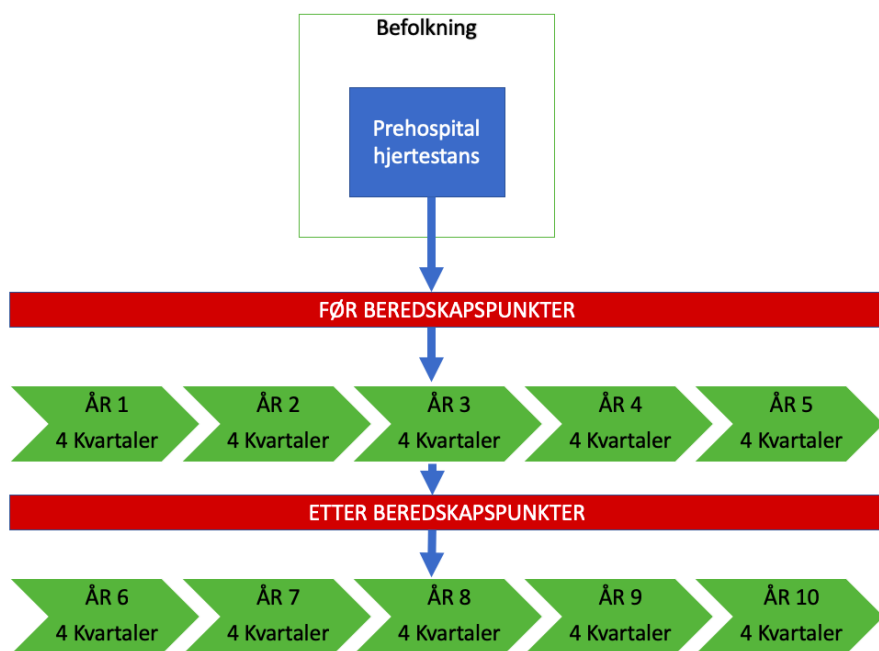 Befolkning
Prehospital
hjertestans
FØR BEREDSKAPSPUNKTER
ÅR 1
4 Kvartaler
ÅR 2
4 Kvartaler
ÅR 3
4 Kvartaler
ÅR 4
4 Kvartaler
ÅR 5
4 Kvartaler
ETTER BEREDSKAPSPUNKTER
ÅR 6
4 Kvartaler
ÅR 7
4 Kvartaler
ÅR 8
4 Kvartaler
ÅR 9
4 Kvartaler
ÅR 10
4 Kvartaler